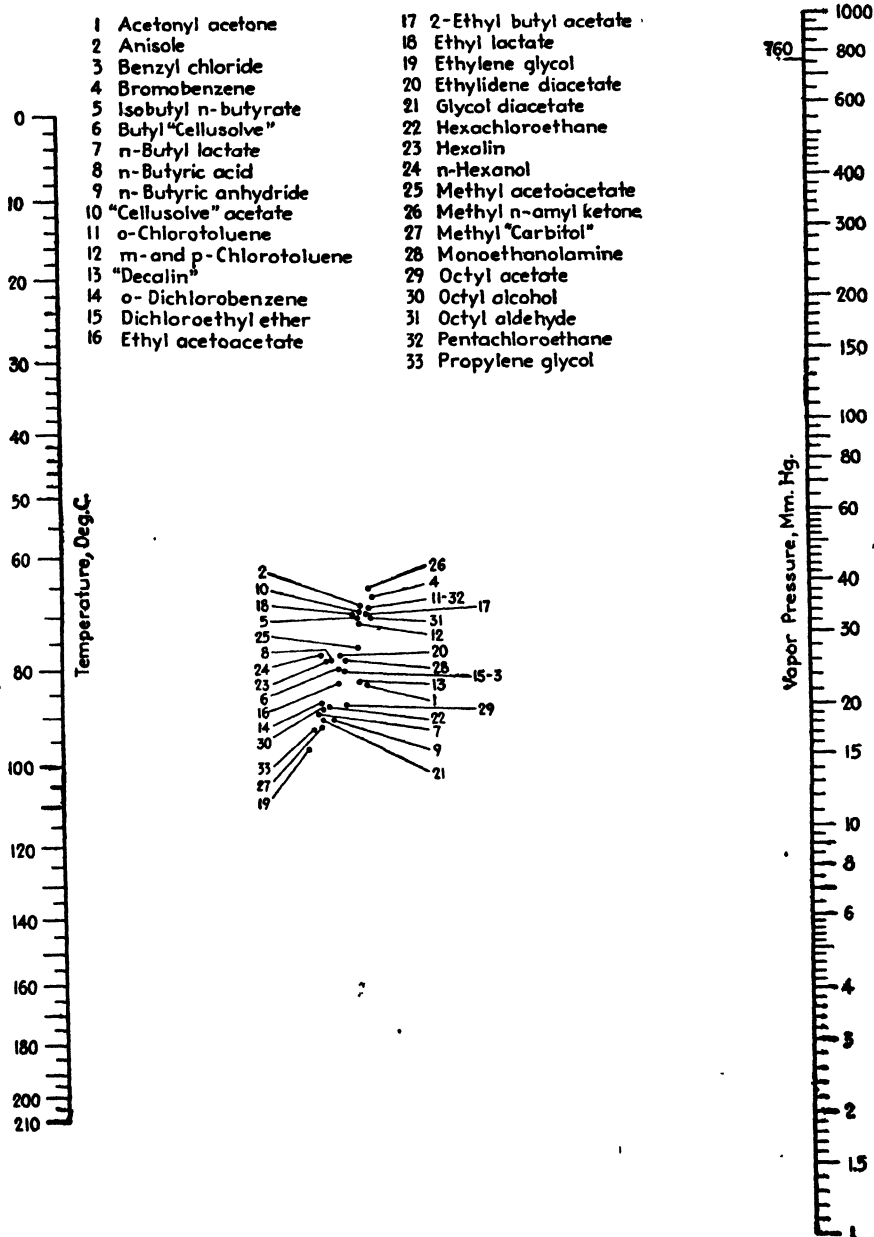 1 Acetonyl acetone
2 Anisole
3 Benzyl chloride
4 Bromobenzene
5 Isobutyl n-butyrate
6 Butyl "Cellusolve"
7 n-Butyl lactate
8 n-Butyric acid
9 n-Butyric anhydride
10 "Cellusolve" acetate
11 o-Chlorotoluene
12 m-and p-Chlorotoluene
13 "Decalin"
14 o-Dichlorobenzene
15 Dichloroethyl ether
16 Ethyl acetoacetate
17 2-Ethyl butyl acetate
18 Ethyl lactate
19 Ethylene glycol
20 Ethylidene diacetate
21 Glycol diacetate
22 Hexachloroethane
23 Hexalin
24 n-Hexanol
25 Methyl acetoacetate
26 Methyl n-amyl ketone
27 Methyl "Carbitol"
28 Monoethanolamine
29 Octyl acetate
30 Octyl alcohol
31 Octyl aldehyde
32 Pentachloroethane
33 Propylene glycol
0
10
20
30
40
50
60
80
100
120
140
160
180
200
210
Temperature, Deg.C.
2
10
18
5
25
8
24
23
6
16
14
30
33
27
19
26
4
11-32
17
31
12
20
28
15-3
13
1
29
22
7
9
21
Vapor Pressure, Mm. Hg.
1000
760
800
600
400
300
200
150
100
80
60
40
30
20
15
10
8
6
4
3
2
1.5
1